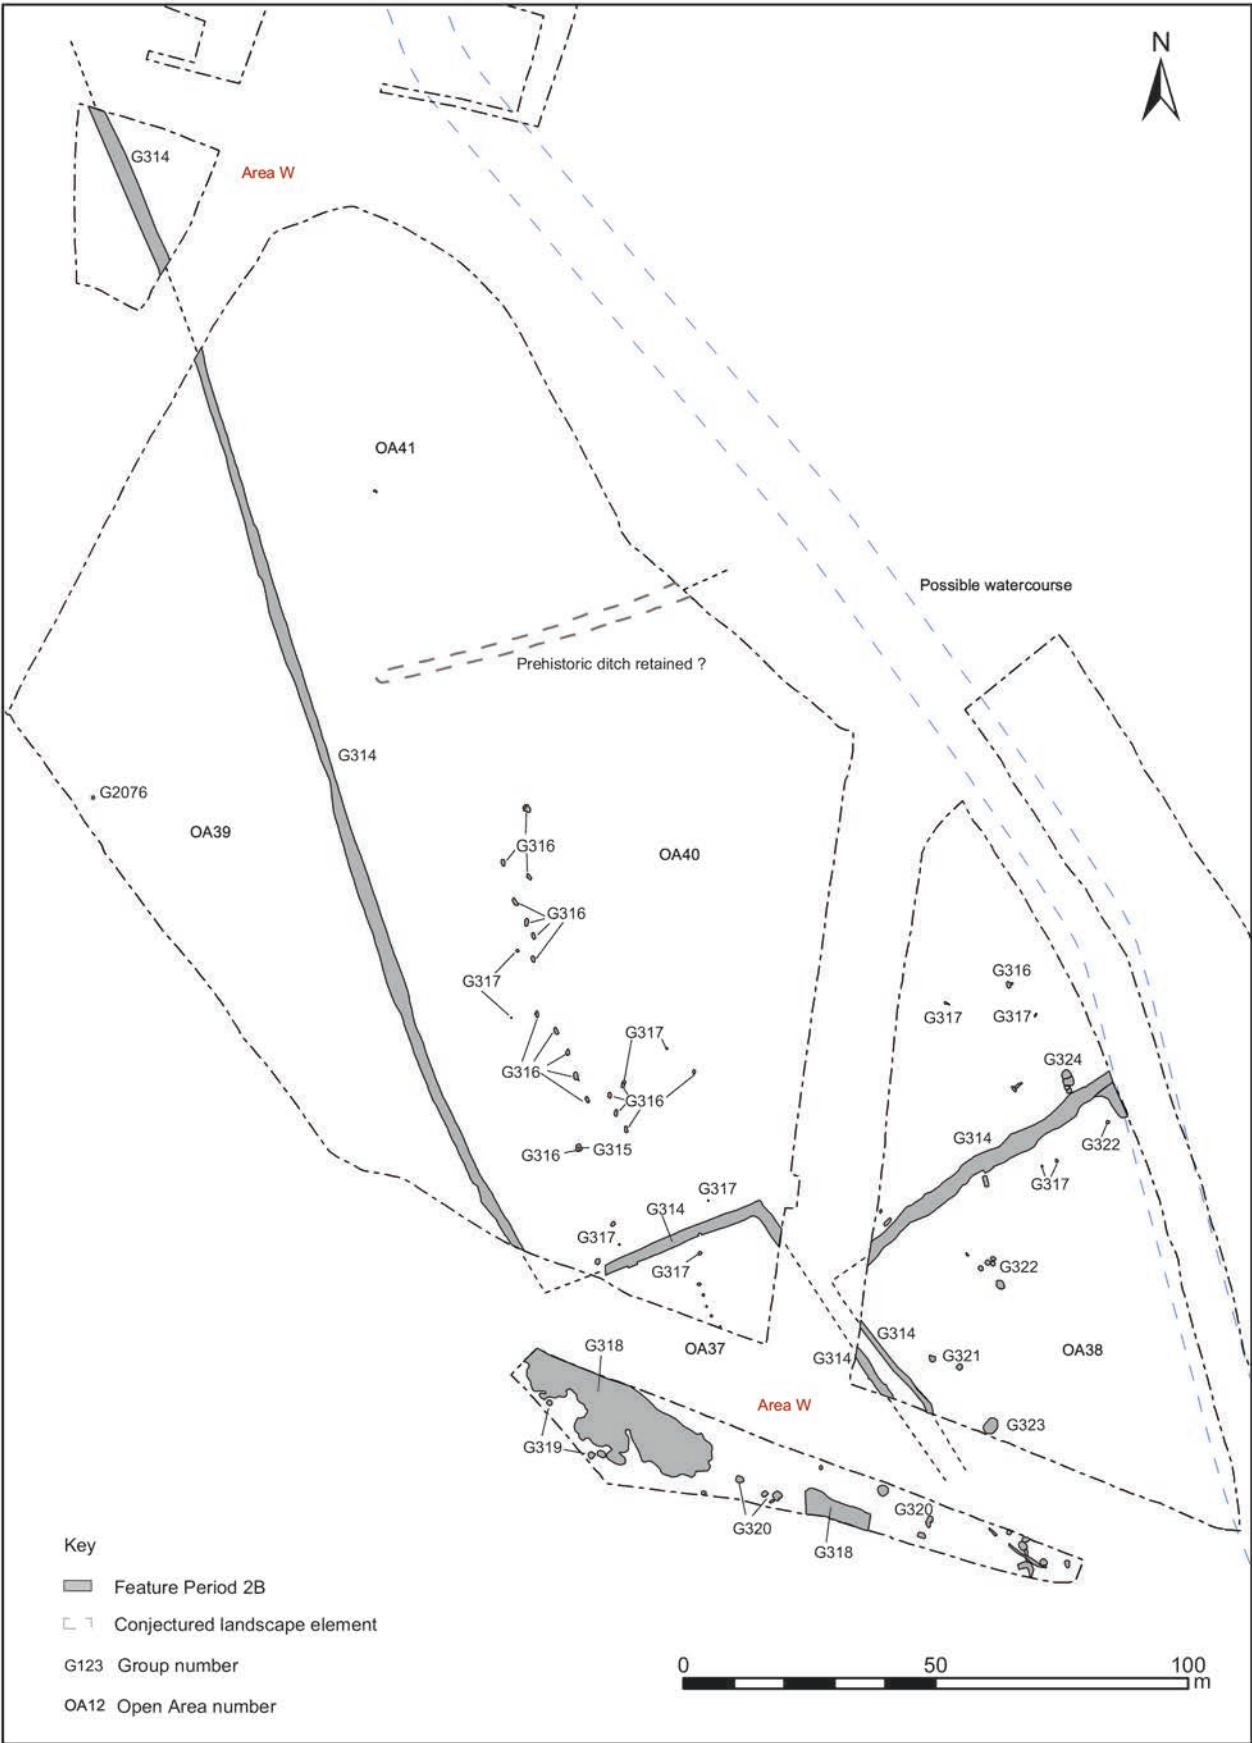 N
G314
Area W
OA41
Possible watercourse
Prehistoric ditch retained ?
G314
G2076
OA39
G316
OA40
G316
G317
G316
G317
G317
G317
G316
G324
G316
G314
G322
G316
G315
G317
G317
G314
G317
G317
G322
G314
G318
OA37
G314
G321
OA38
Area W
G323
G319
G320
G320
G318
Key
Feature Period 2B
Conjectured landscape element
G123 Group number
OA12 Open Area number
0 50 100
m